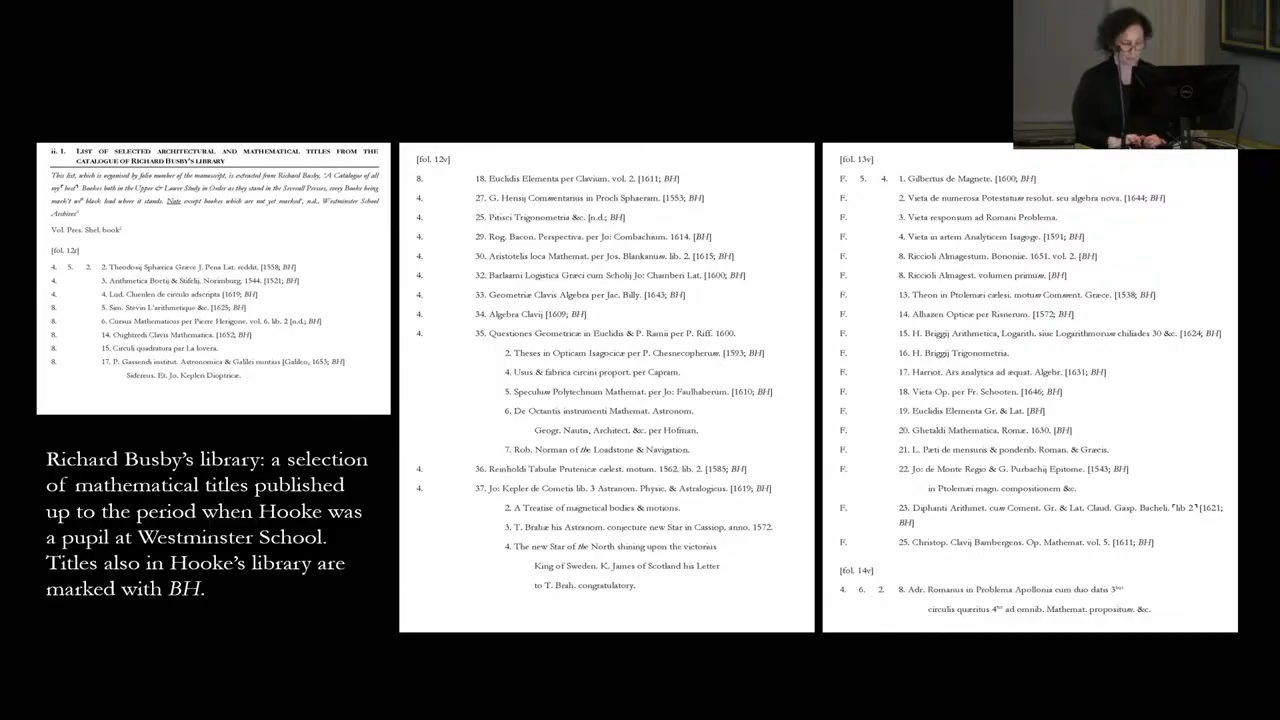 ii. 1. LIST OF SELECTED ARCHITECTURAL AND MATHEMATICAL TITLES FROM THE
CATALOGUE OF RICHARD BUSBY'S LIBRARY
This list, which is organised by folio number of the manuscript, is extracted from Richard Busby, 'A Catalogue of all
my ⌜best⌝ Bookes both in the Upper & Lower Study in Order as they stand in the Severall Presses, every Booke being
mark't wth black lead where it stands. Note except bookes which are not yet marked', n.d., Westminster School
Archives
Vol. Pres. Shel. book
[fol. 12r]
4. 5. 2 2. Theodosij Sphærica Græce J. Pena Lat. reddit. [1558; BH]
4. 3. Arithmetica Boetij & Stifelij. Norimburg. 1544. [1521; BH]
4. 4. Lud. Cluenlen de circulo adscripta [1619; BH]
8. 5. Sim. Stevin L'arithmetique &c. [1625; BH]
8. 6. Cursus Mathematicus per Pierre Herigone. vol. 6. lib. 2 [n.d.; BH]
8. 14. Oughtredi Clavis Mathematica. [1652; BH]
8. 15. Circuli quadratura par La lovera.
8. 17. P. Gassendi institut. Astronomica & Galilei nuntius [Galileo, 1653; BH]
Sidereus. Et. Jo. Kepleri Dioptricæ.
Richard Busby's library: a selection
of mathematical titles published
up to the period when Hooke was
a pupil at Westminster School.
Titles also in Hooke's library are
marked with BH.
[fol. 12v]
8. 18. Euclidis Elementa per Clavium. vol. 2. [1611; BH]
4. 27. G. Hensij Commentarius in Procli Sphaeram. [1553; BH]
4. 25. Pitisci Trigonometria &c. [n.d.; BH]
4. 29. Rog. Bacon. Perspectiva. per Jo: Combachium. 1614. [BH]
4. 30. Aristotelis loca Mathemat. per Jos. Blankanum. lib. 2. [1615; BH]
4. 32. Barlaami Logistica Græci cum Scholij Jo: Chamberi Lat. [1600; BH]
4. 33. Geometriæ Clavis Algebra per Jac. Billy. [1643; BH]
4. 34. Algebra Clavij [1609; BH]
4. 35. Questiones Geometricæ in Euclidis & P. Ramii per P. Riff. 1600.
2. Theses in Opticam Isagocicæ per P. Chesnecopherum. [1593; BH]
4. Usus & fabrica circini proport. per Capram.
5. Speculum Polytechnum Mathemat. per Jo: Faulhaberum. [1610; BH]
6. De Octantis instrumenti Mathemat. Astronom.
Geogr. Nautis, Architect. &c. per Hofman.
7. Rob. Norman of the Loadstone & Navigation.
4. 36. Reinholdi Tabulæ Prutenicæ cælest. motum. 1562. lib. 2. [1585; BH]
4. 37. Jo: Kepler de Cometis lib. 3 Astranom. Physic. & Astralogicus. [1619; BH]
2. A Treatise of magnetical bodies & motions.
3. T. Brahæ his Astranom. conjecture new Star in Cassiop. anno. 1572.
4. The new Star of the North shining upon the victorius
King of Sweden. K. James of Scotland his Letter
to T. Brah. congratulatory.
[fol. 13v]
F. 5. 4. 1. Gilbertus de Magnete. [1600; BH]
F. 2. Vieta de numerosa Potestatum resolut. seu algebra nova. [1644; BH]
F. 3. Vieta responsum ad Romani Problema.
F. 4. Vieta in artem Analyticem Isagoge. [1591; BH]
F. 8. Riccioli Almagestum. Bononiæ. 1651. vol. 2. [BH]
F. 8. Riccioli Almagest. volumen primum. [BH]
F. 13. Theon in Ptolemæi cælesi. motum Comment. Græce. [1538; BH]
F. 14. Alhazen Opticæ per Risnerum. [1572; BH]
F. 15. H. Briggij Arithmetica, Logarith. siue Logarithmorum chiliades 30 &c. [1624; BH]
F. 16. H. Briggij Trigonometria.
F. 17. Harriot. Ars analytica ad æquat. Algebr. [1631; BH]
F. 18. Vieta Op. per Fr. Schooten. [1646; BH]
F. 19. Euclidis Elementa Gr. & Lat. [BH]
F. 20. Ghetaldi Mathematica. Romæ. 1630. [BH]
F. 21. L. Pæti de mensuris & ponderib. Roman. & Græcis.
F. 22. Jo: de Monte Regio & G. Purbachij Epitome. [1543; BH]
in Ptolemæi magn. compositionem &c.
F. 23. Diphanti Arithmet. cum Coment. Gr. & Lat. Claud. Gasp. Bacheli. ⌜lib 2⌝ [1621;
BH]
F. 25. Christop. Clavij Bambergens. Op. Mathemat. vol. 5. [1611; BH]
[fol. 14v]
4. 6. 2. 8. Adr. Romanus in Problema Apollonia cum duo datis 3bus
circulis quæritus 4tus ad omnib. Mathemat. propositum. &c.